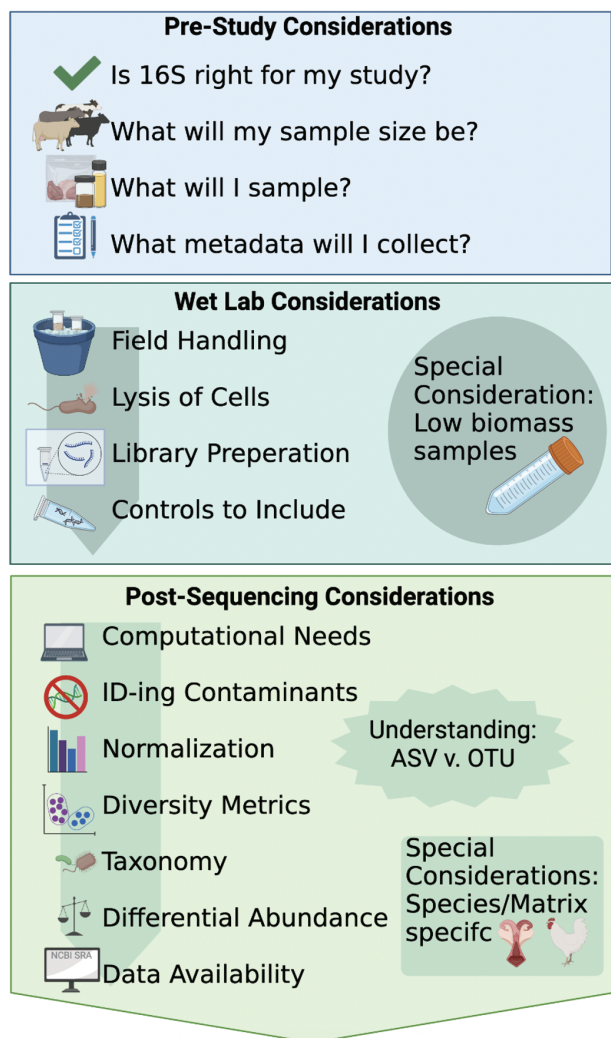 Pre-Study Considerations
Is 16S right for my study?
What will my sample size be?
What will I sample?
What metadata will I collect?
Wet Lab Considerations
Field Handling
Lysis of Cells
Library Preperation
Controls to Include
Special
Consideration:
Low biomass
samples
Post-Sequencing Considerations
Computational Needs
ID-ing Contaminants
Normalization
Diversity Metrics
Taxonomy
Differential Abundance
NCBI SRA
Data Availability
Understanding:
ASV v. OTU
Special
Considerations:
Species/Matrix
specifc